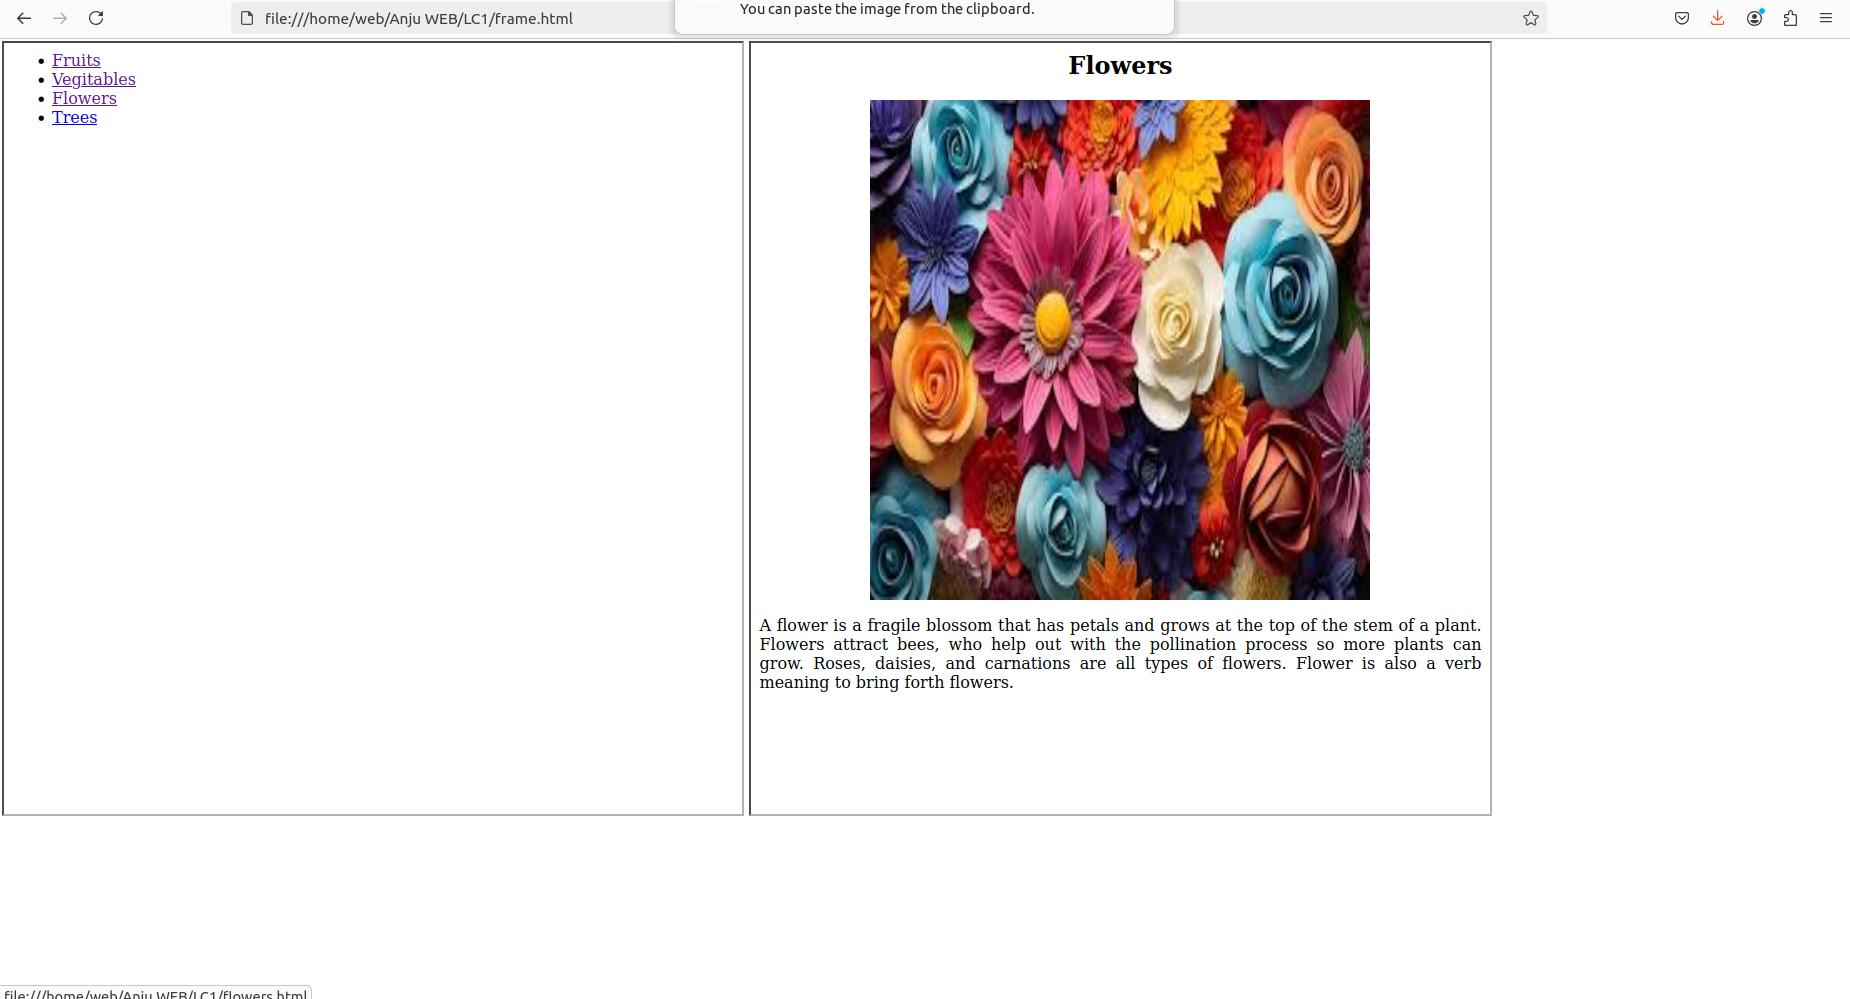 file:///home/web/Anju WEB/LC1/frame.html
You can paste the image from the clipboard.
Fruits
Vegitables
Flowers
Trees
Flowers
A flower is a fragile blossom that has petals and grows at the top of the stem of a plant.
Flowers attract bees, who help out with the pollination process so more plants can
grow. Roses, daisies, and carnations are all types of flowers. Flower is also a verb
meaning to bring forth flowers.
file:///home/web/Anju WEB/LC1/flowers.html